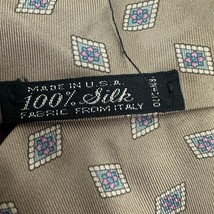 MADE IN U.S.A.
100% Silk
FABRIC FROM ITALY